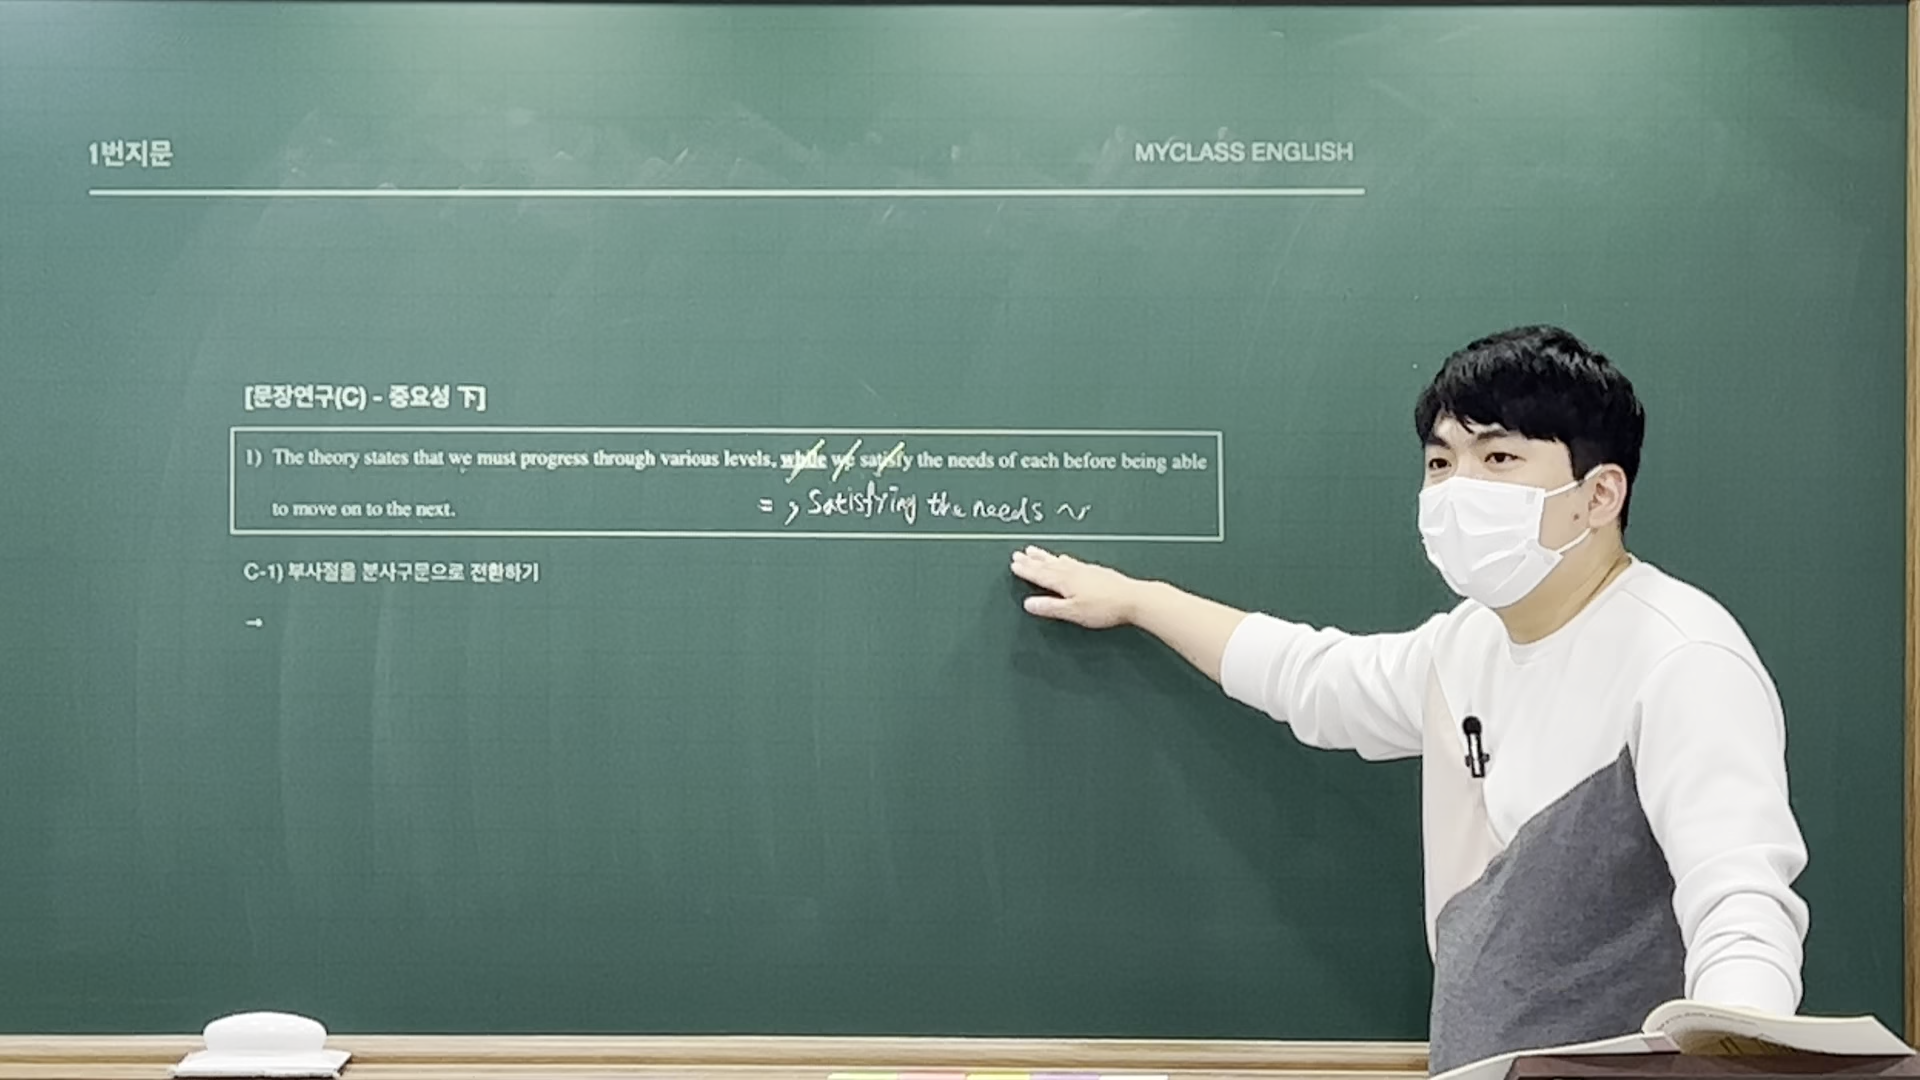 1번지문
MYCLASS ENGLISH
[문장연구(C) - 중요성 下]
1) The theory states that we must progress through various levels, while we satisfy the needs of each before being able
= , Satisfying the needs ~
to move on to the next.
C-1) 부사절을 분사구문으로 전환하기
→